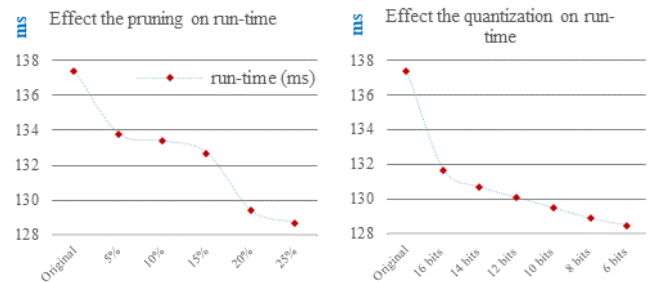 ms
Effect the pruning on run-time
138
136
134
132
130
128
run-time (ms)
Original
5%
10%
15%
20%
25%
ms
Effect the quantization on run-
time
138
136
134
132
130
128
Original
16 bits
14 bits
12 bits
10 bits
8 bits
6 bits